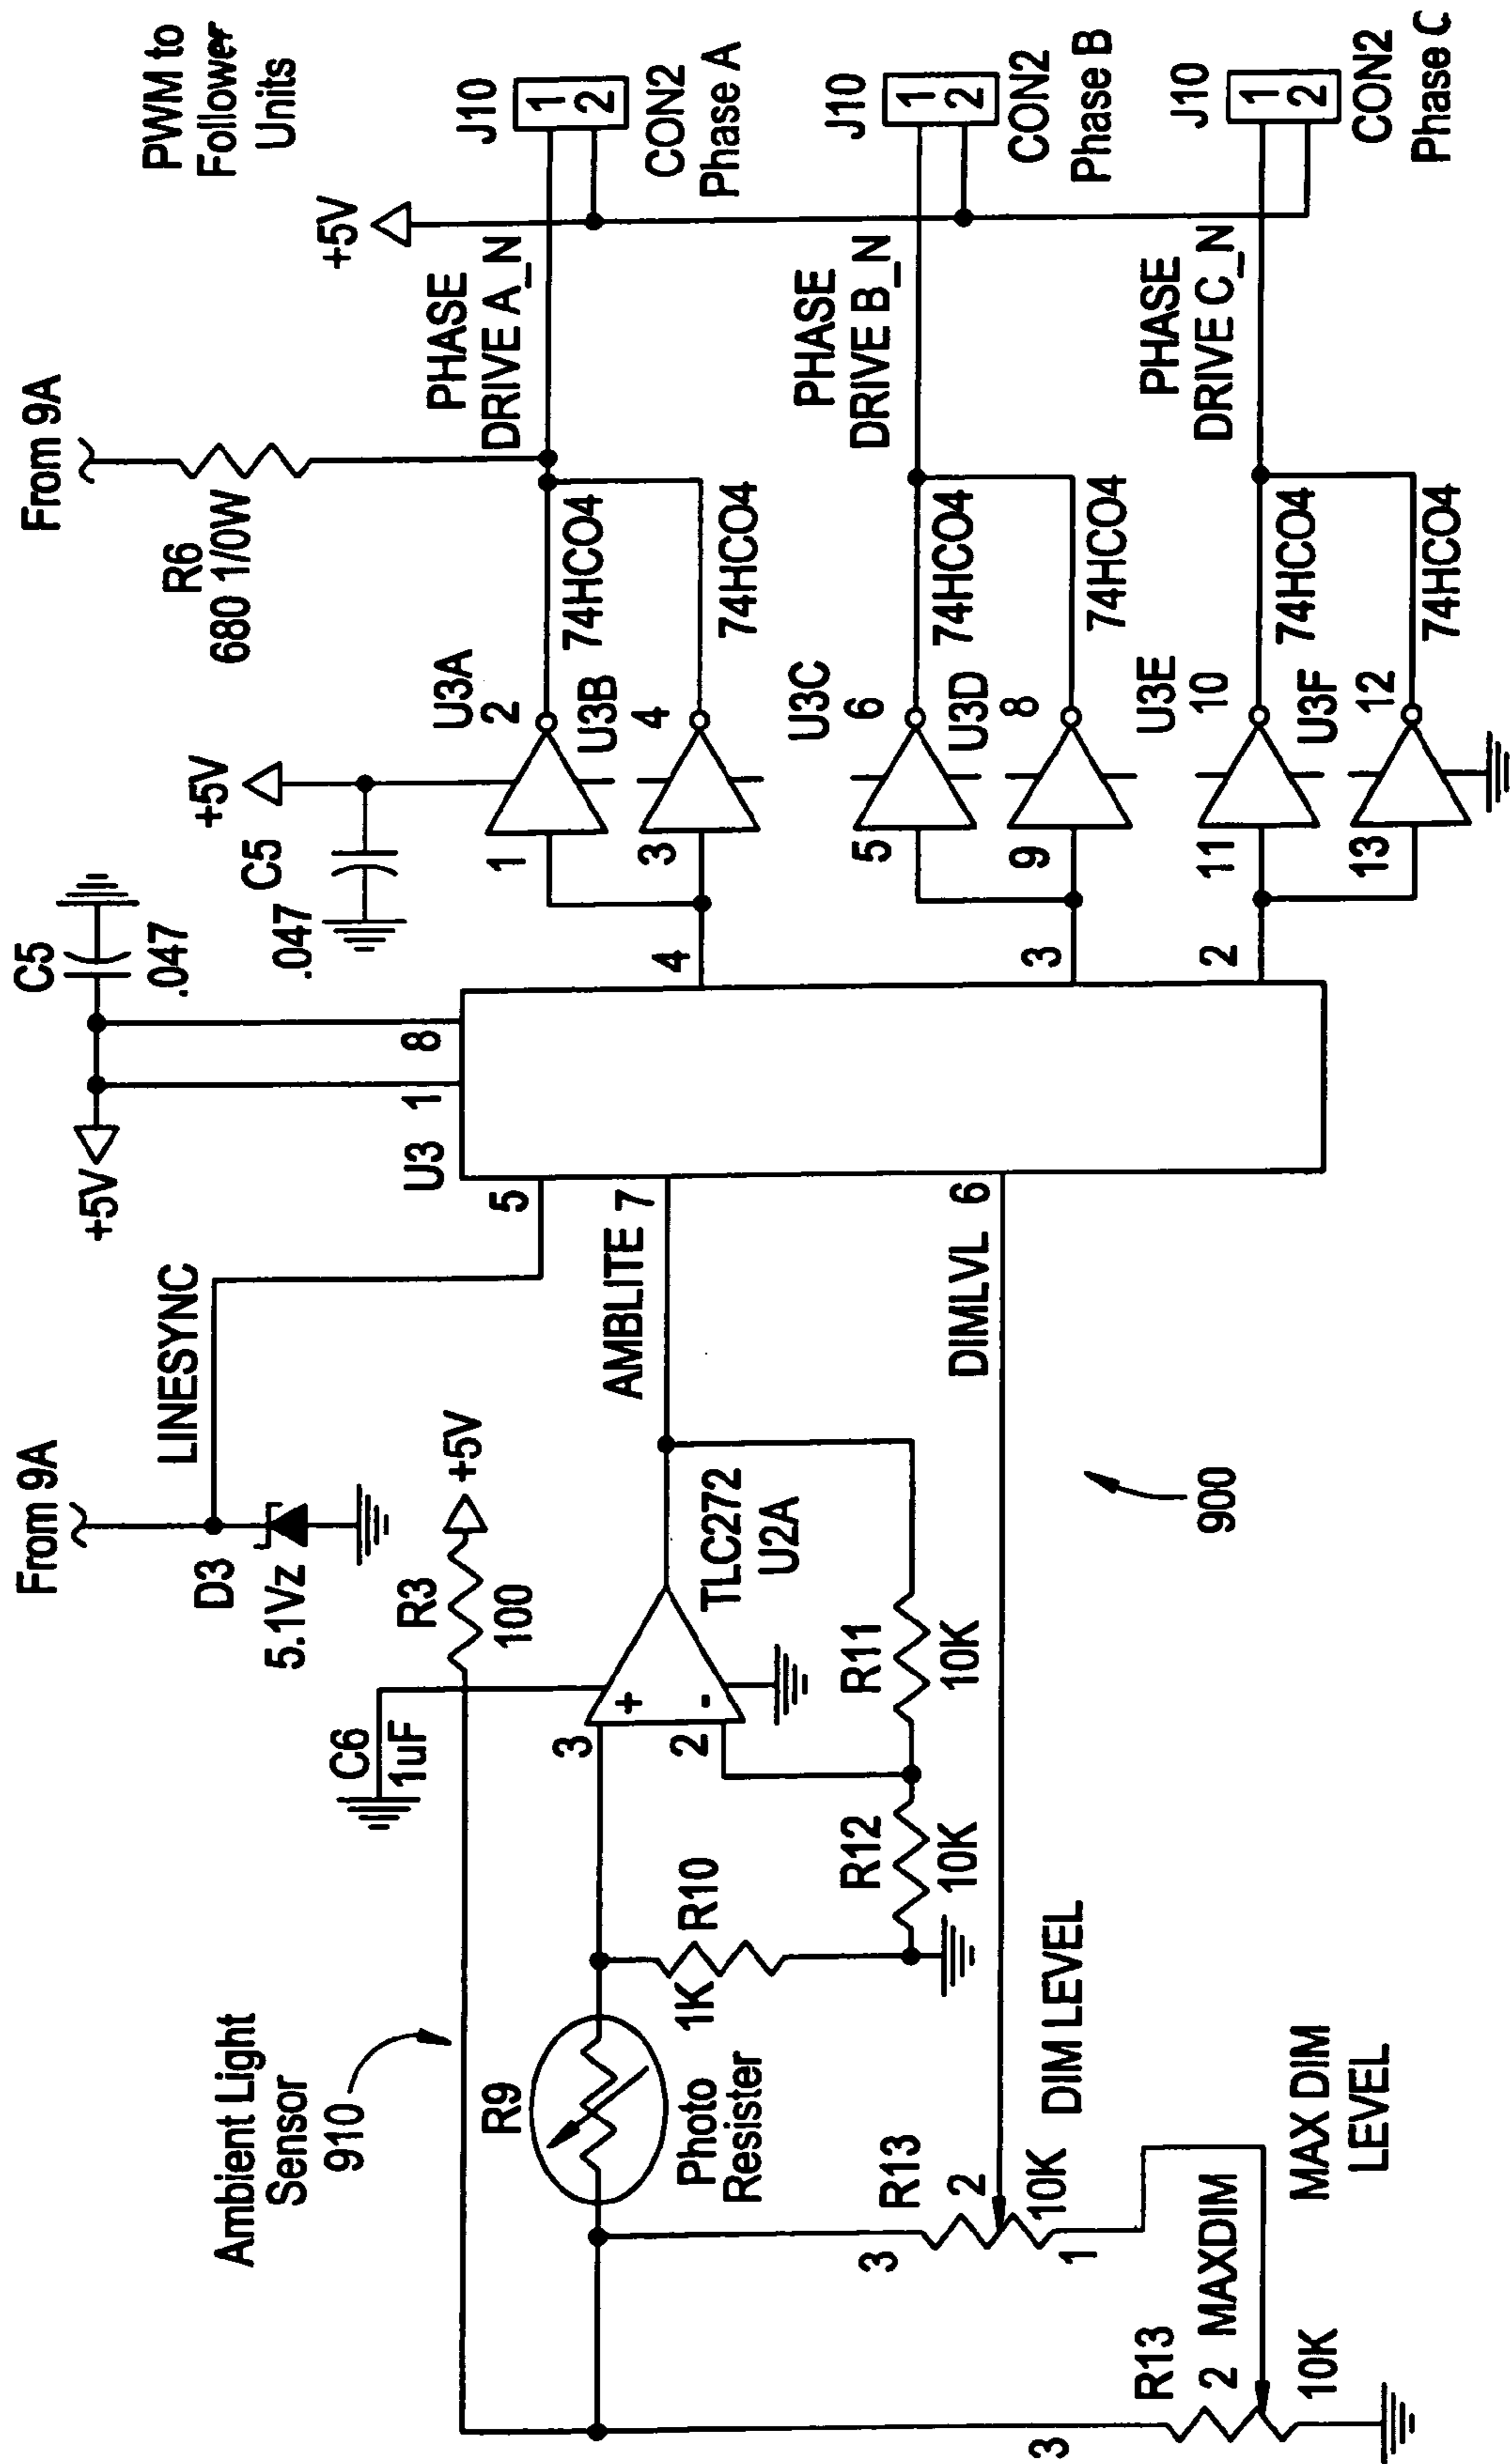 PWM to
Follower
Units
From 9A
R6
680 1/0W
+5V
J10
1
2
CON2
Phase A
PHASE
DRIVE A_N
J10
1
2
CON2
Phase B
PHASE
DRIVE B_N
J10
1
2
CON2
Phase C
PHASE
DRIVE C_N
+5V
C5
.047
U3A
1
2
74HCO4
U3B
3
4
74HCO4
U3C
5
6
74HCO4
U3D
9
8
74HCO4
U3E
11
10
74HCO4
U3F
13
12
74HCO4
C5
.047
+5V
U3
1
8
5
7
6
4
3
2
From 9A
LINESYNC
D3
5.1Vz
AMBLITE
DIMLVL
R3
100
+5V
C6
1uF
3
+
2
-
TLC272
U2A
R11
10K
R12
10K
R10
1K
900
Ambient Light
Sensor
910
R9
Photo
Resister
R13
3
2
1
10K
DIM LEVEL
R13
3
2
MAXDIM
10K
MAX DIM
LEVEL